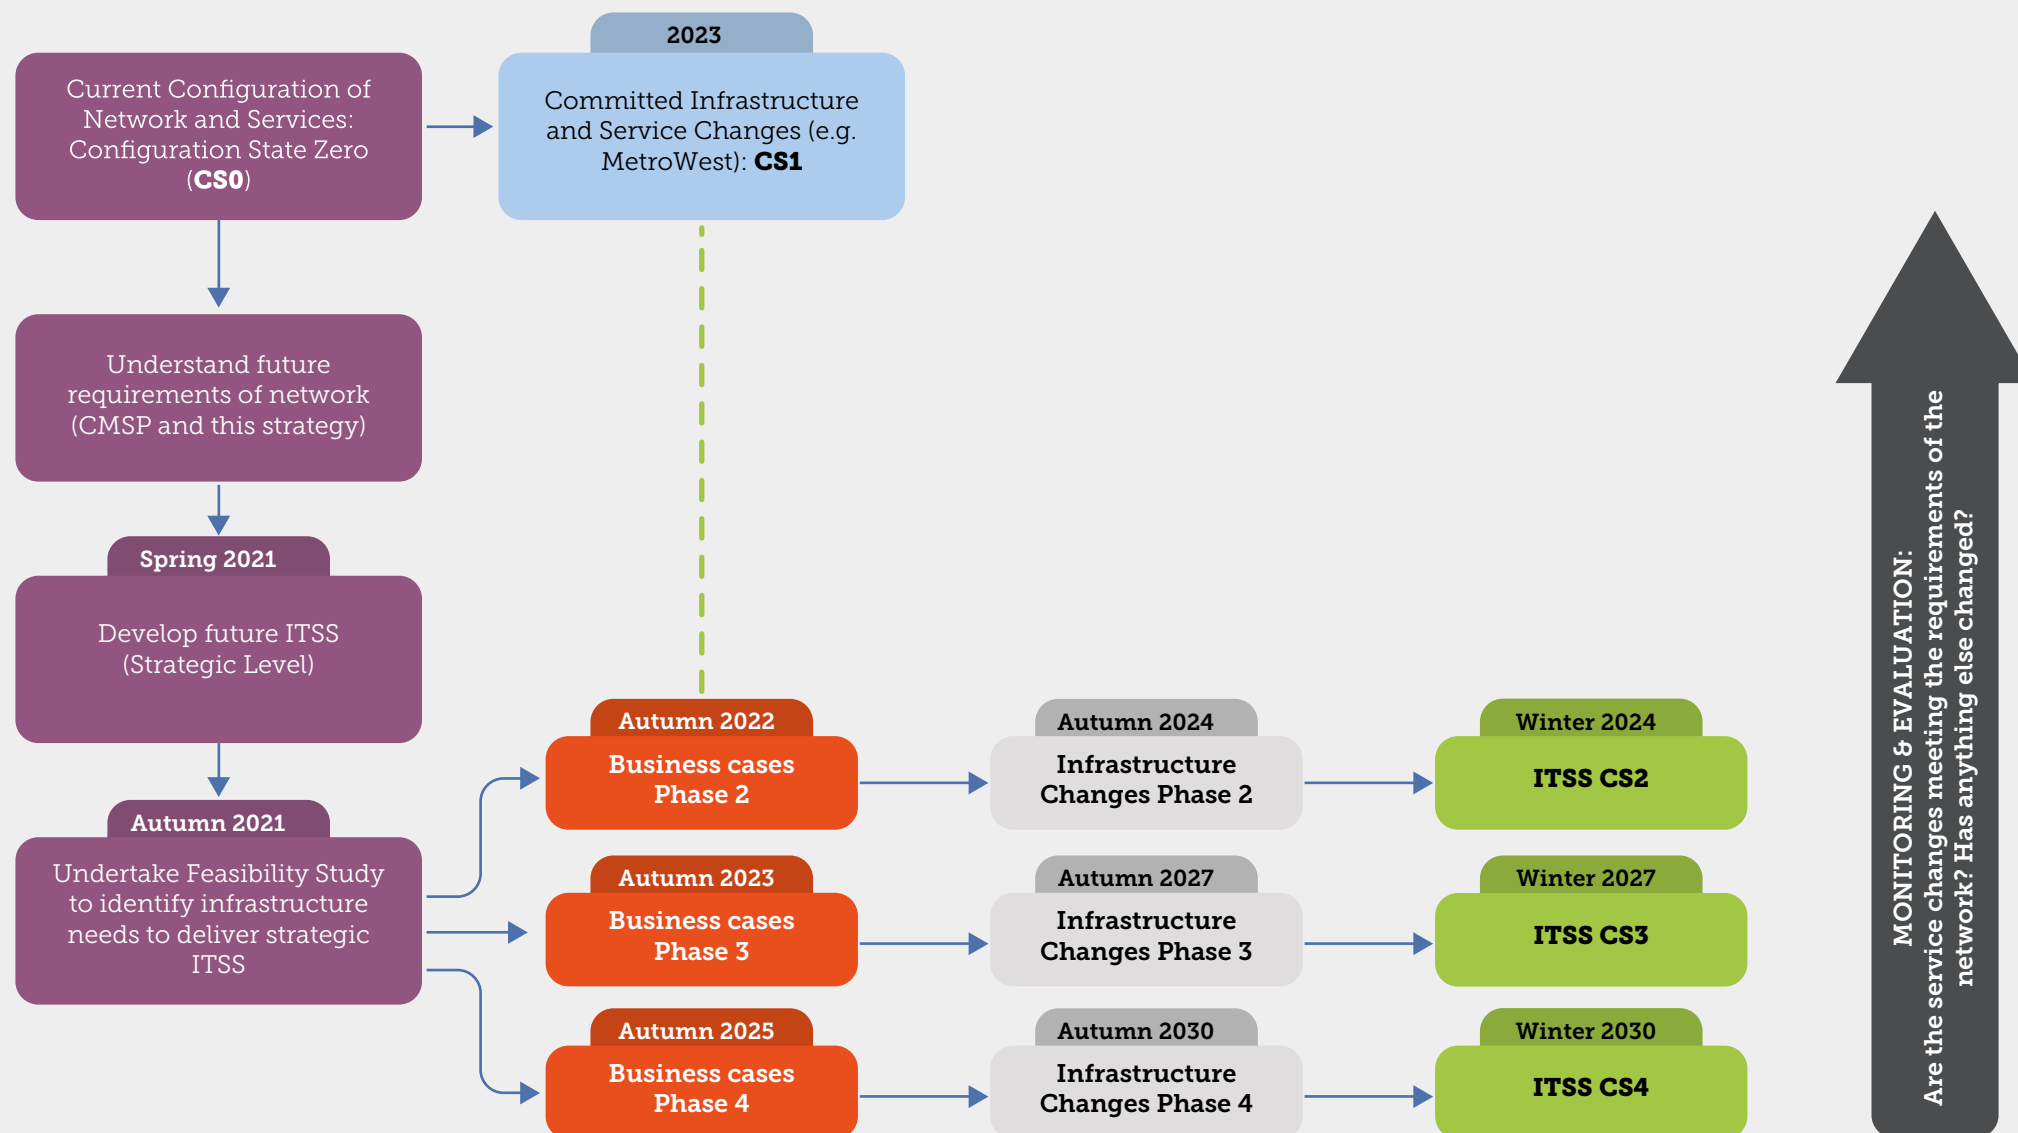 Current Configuration of
Network and Services:
Configuration State Zero
(CS0)
2023
Committed Infrastructure
and Service Changes (e.g.
MetroWest): CS1
Understand future
requirements of network
(CMSP and this strategy)
Spring 2021
Develop future ITSS
(Strategic Level)
Autumn 2021
Undertake Feasibility Study
to identify infrastructure
needs to deliver strategic
ITSS
Autumn 2022
Business cases
Phase 2
Autumn 2024
Infrastructure
Changes Phase 2
Winter 2024
ITSS CS2
Autumn 2023
Business cases
Phase 3
Autumn 2027
Infrastructure
Changes Phase 3
Winter 2027
ITSS CS3
Autumn 2025
Business cases
Phase 4
Autumn 2030
Infrastructure
Changes Phase 4
Winter 2030
ITSS CS4
MONITORING & EVALUATION:
Are the service changes meeting the requirements of the
network? Has anything else changed?